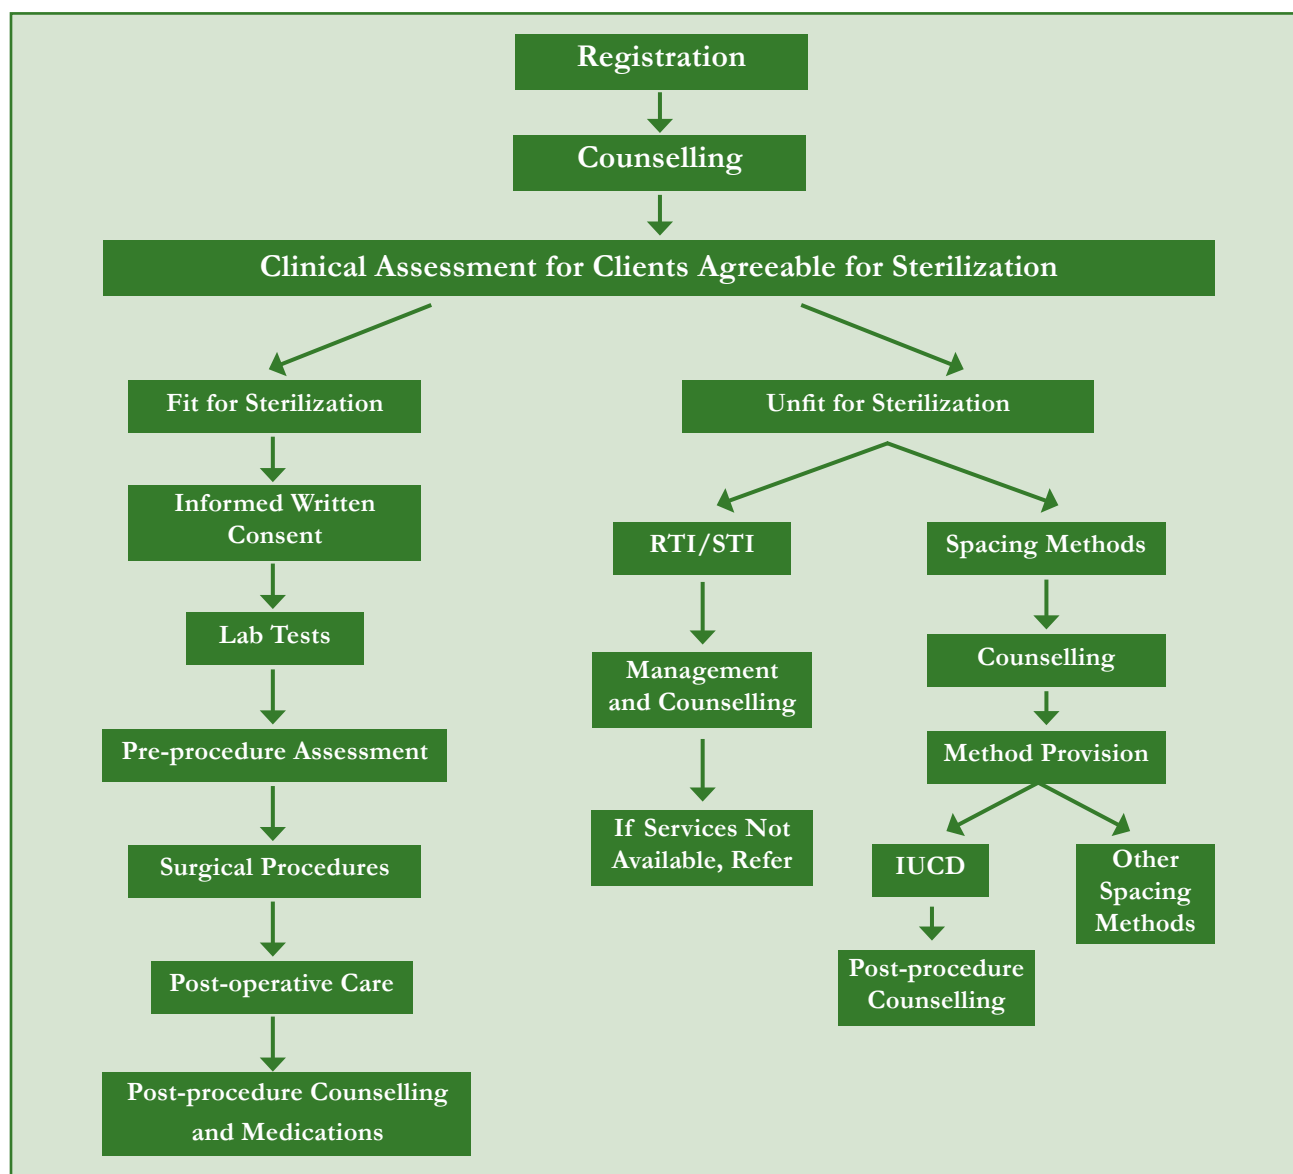 Registration
Counselling
Clinical Assessment for Clients Agreeable for Sterilization
Fit for Sterilization
Informed Written
Consent
Lab Tests
Pre-procedure Assessment
Surgical Procedures
Post-operative Care
Post-procedure Counselling
and Medications
Unfit for Sterilization
RTI/STI
Management
and Counselling
If Services Not
Available, Refer
Spacing Methods
Counselling
Method Provision
IUCD
Post-procedure
Counselling
Other
Spacing
Methods